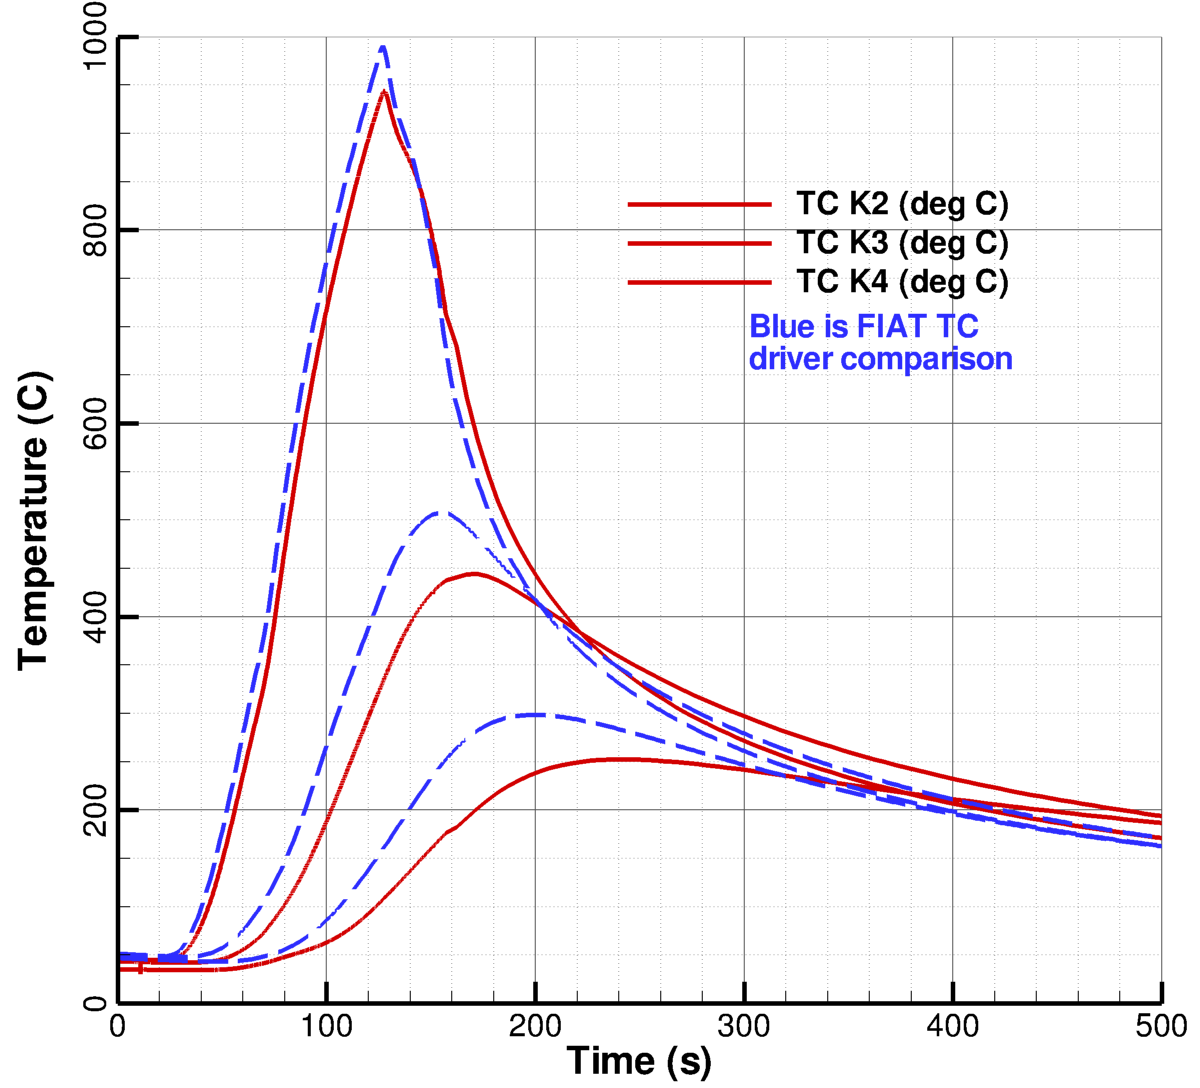 1000
800
600
400
200
0
Temperature (C)
TC K2 (deg C)
TC K3 (deg C)
TC K4 (deg C)
Blue is FIAT TC
driver comparison
0 100 200 300 400 500
Time (s)